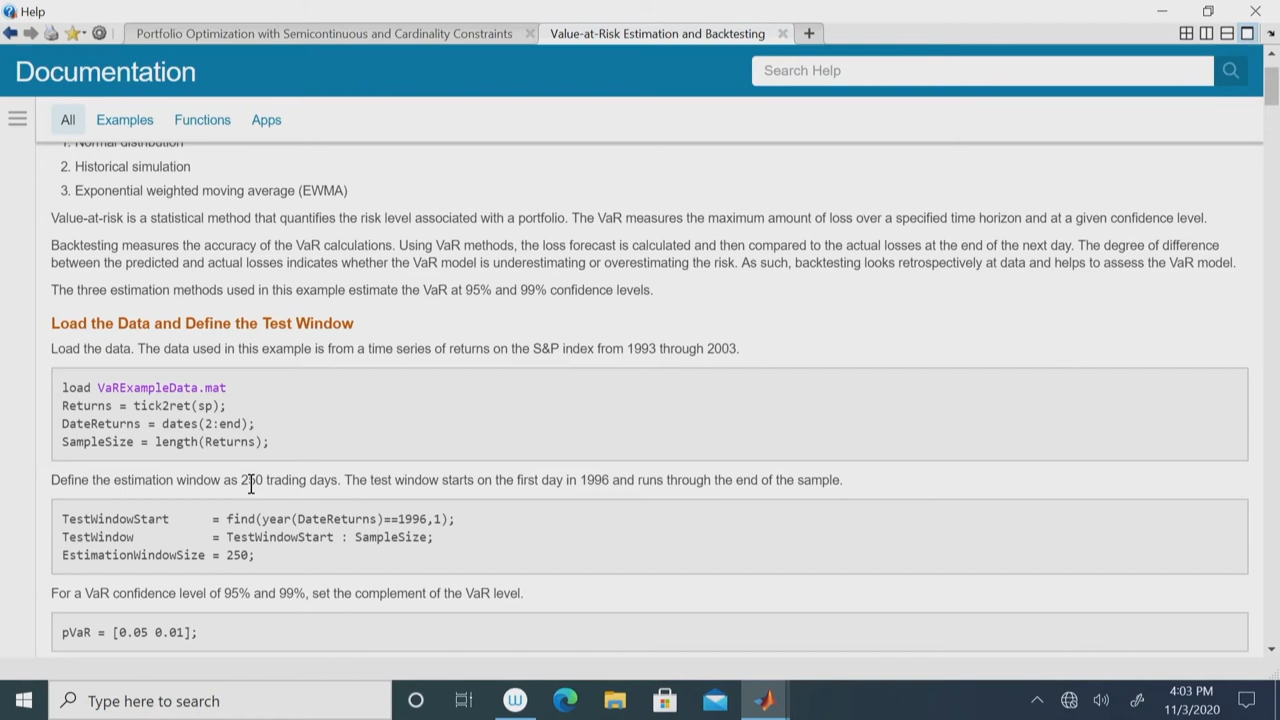 Help
Portfolio Optimization with Semicontinuous and Cardinality Constraints
Value-at-Risk Estimation and Backtesting
Documentation
Search Help
All Examples Functions Apps
1. Normal distribution
2. Historical simulation
3. Exponential weighted moving average (EWMA)
Value-at-risk is a statistical method that quantifies the risk level associated with a portfolio. The VaR measures the maximum amount of loss over a specified time horizon and at a given confidence level.
Backtesting measures the accuracy of the VaR calculations. Using VaR methods, the loss forecast is calculated and then compared to the actual losses at the end of the next day. The degree of difference
between the predicted and actual losses indicates whether the VaR model is underestimating or overestimating the risk. As such, backtesting looks retrospectively at data and helps to assess the VaR model.
The three estimation methods used in this example estimate the VaR at 95% and 99% confidence levels.
Load the Data and Define the Test Window
Load the data. The data used in this example is from a time series of returns on the S&P index from 1993 through 2003.
load VaRExampleData.mat
Returns = tick2ret(sp);
DateReturns = dates(2:end);
SampleSize = length(Returns);
Define the estimation window as 250 trading days. The test window starts on the first day in 1996 and runs through the end of the sample.
TestWindowStart = find(year(DateReturns)==1996,1);
TestWindow = TestWindowStart : SampleSize;
EstimationWindowSize = 250;
For a VaR confidence level of 95% and 99%, set the complement of the VaR level.
pVaR = [0.05 0.01];
Type here to search
4:03 PM
11/3/2020